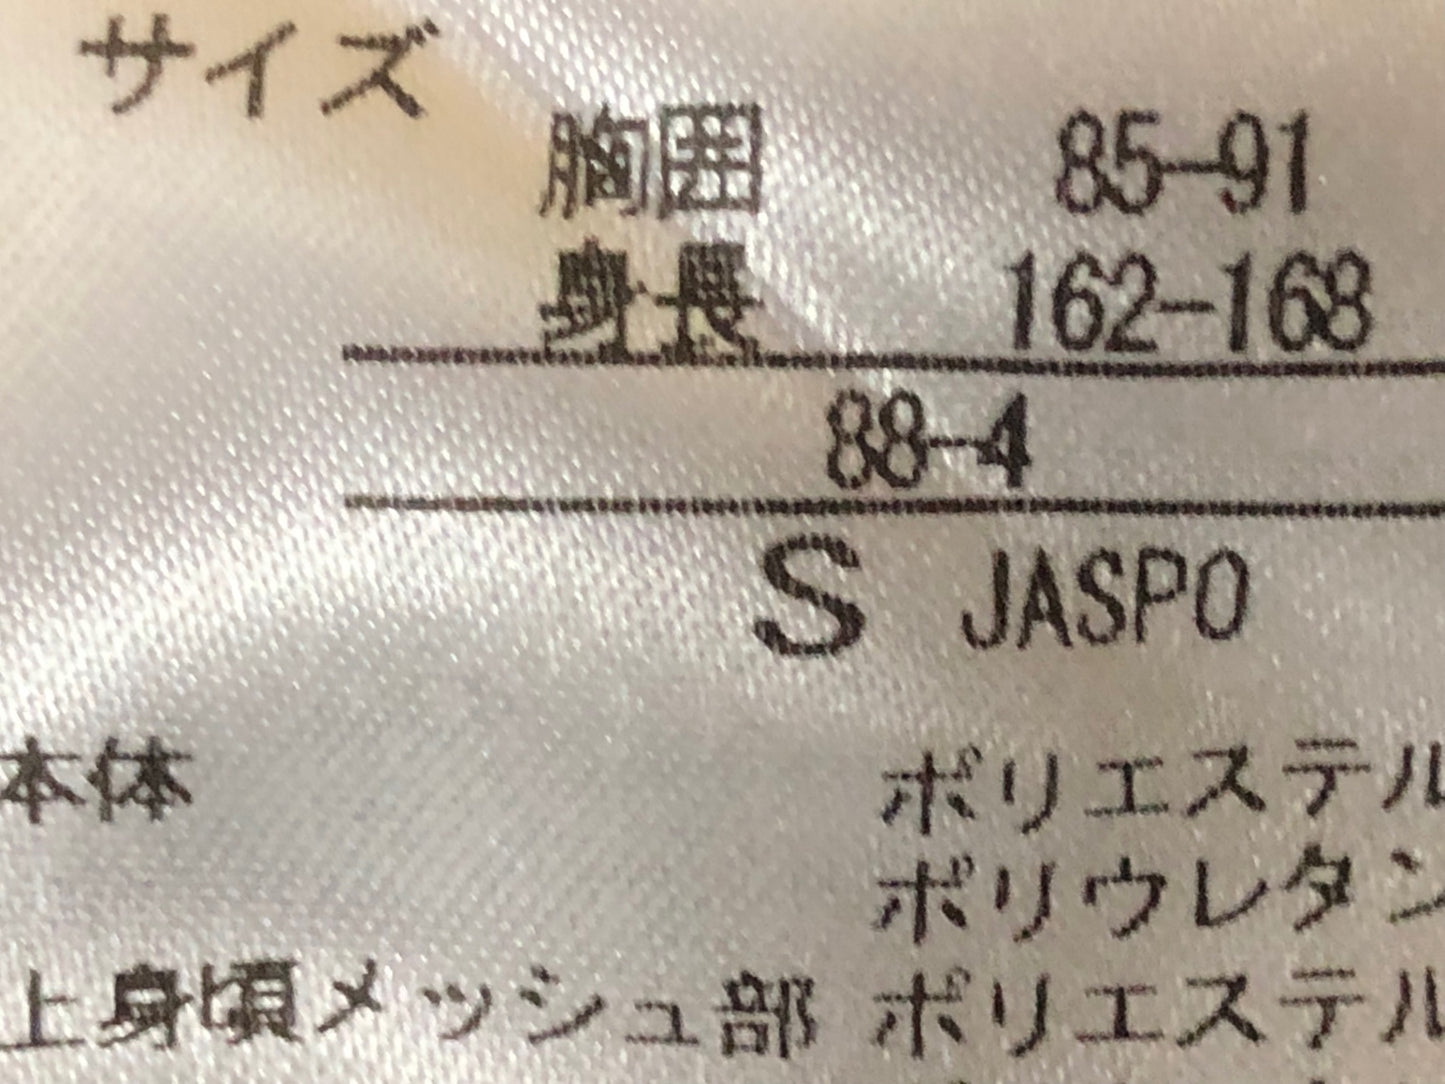 サイズ
胸囲 85-91
身長 162-168
88-4
S JASPO
本体 ポリエステル
ポリウレタン
上身頃メッシュ部 ポリエステル